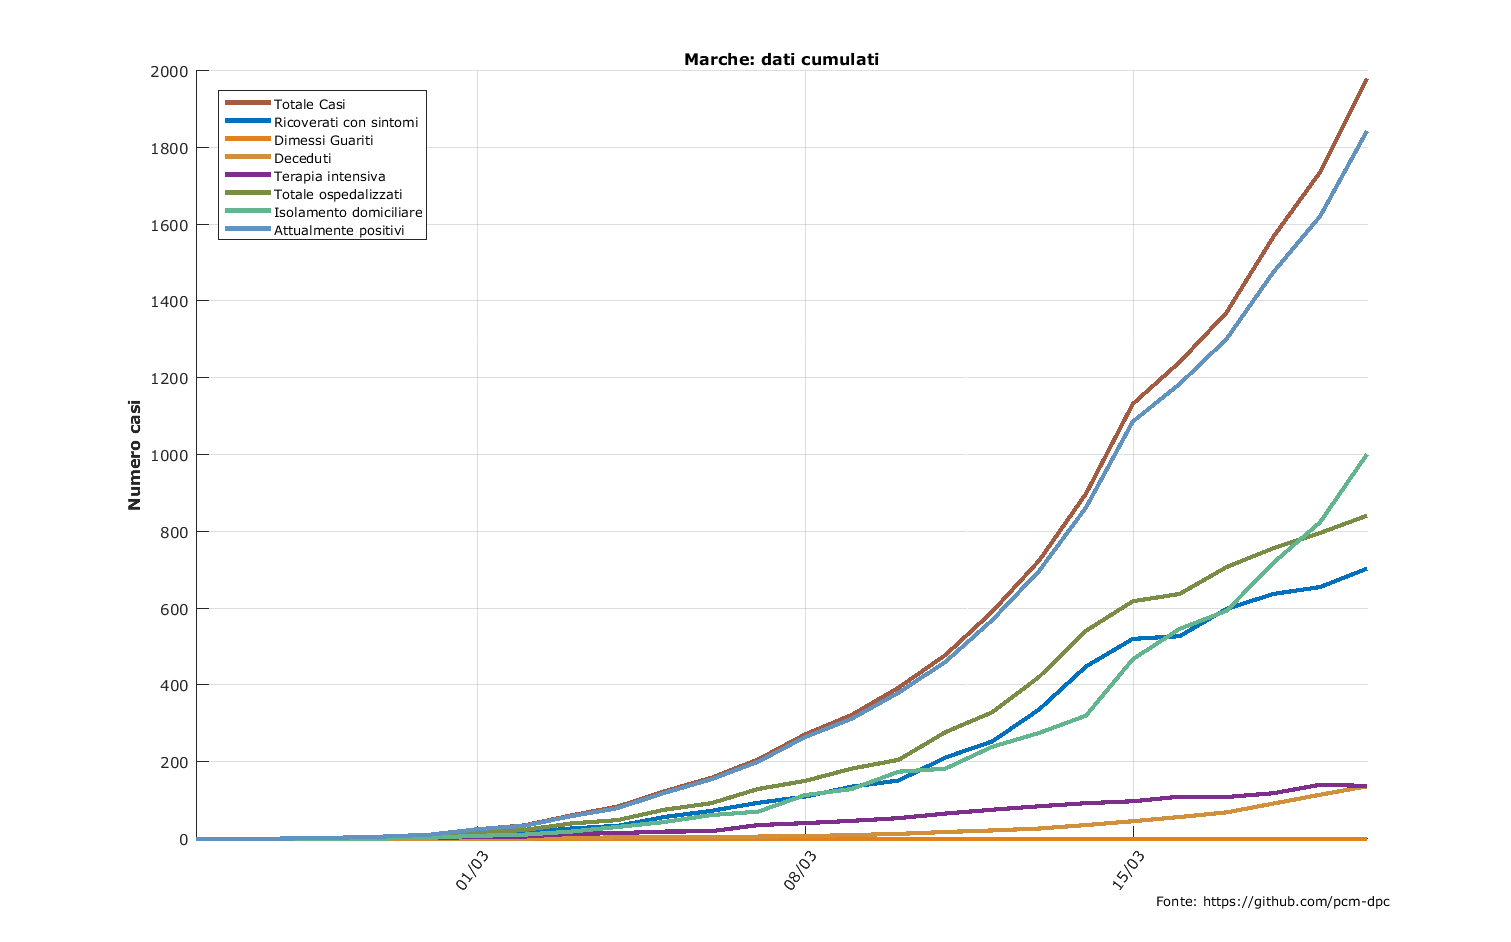 Marche: dati cumulati
2000
1800
1600
1400
1200
1000
800
600
400
200
0
Numero casi
Totale Casi
Ricoverati con sintomi
Dimessi Guariti
Deceduti
Terapia intensiva
Totale ospedalizzati
Isolamento domiciliare
Attualmente positivi
01/03
08/03
15/03
Fonte: https://github.com/pcm-dpc